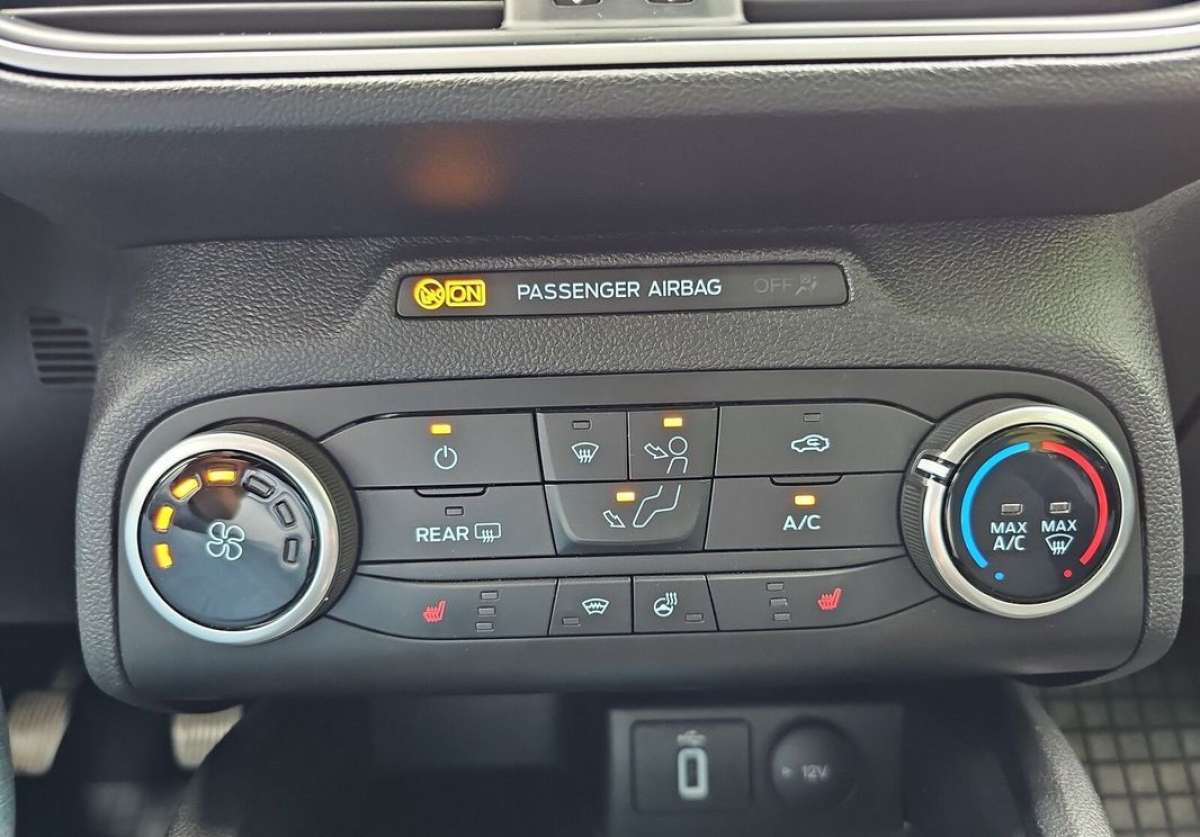 ON PASSENGER AIRBAG OFF
REAR
A/C
MAX
A/C
MAX
12V